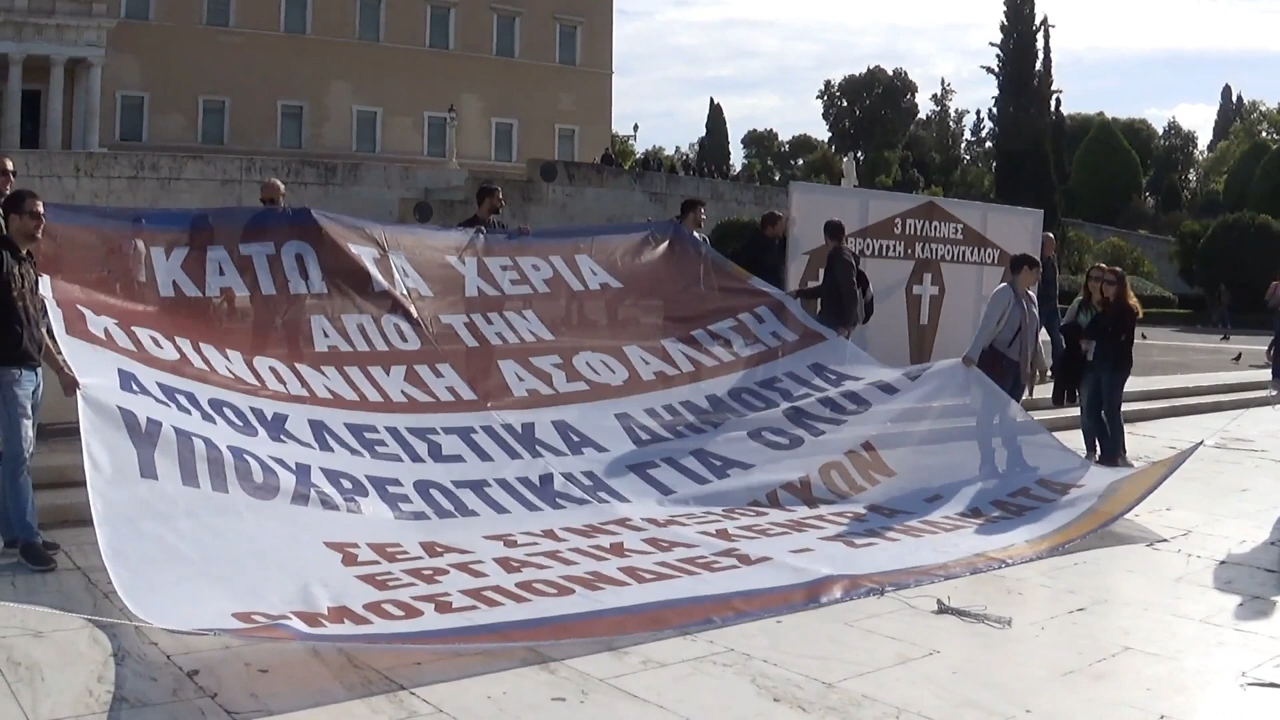 ΚΑΤΩ ΤΑ ΧΕΡΙΑ
ΑΠΟ ΤΗΝ
ΚΟΙΝΩΝΙΚΗ ΑΣΦΑΛΙΣΗ
ΑΠΟΚΛΕΙΣΤΙΚΑ ΔΗΜΟΣΙΑ
ΥΠΟΧΡΕΩΤΙΚΗ ΓΙΑ
ΣΕΑ ΣΥΝΤΑΞΙΟΥΧΩΝ
ΕΡΓΑΤΙΚΑ ΚΕΝΤΡΑ -
ΟΜΟΣΠΟΝΔΙΕΣ - ΣΥΝΔΙΚΑΤΑ
3 ΠΥΛΩΝΕΣ
ΒΡΟΥΤΣΗ - ΚΑΤΡΟΥΓΚΑΛΟΥ